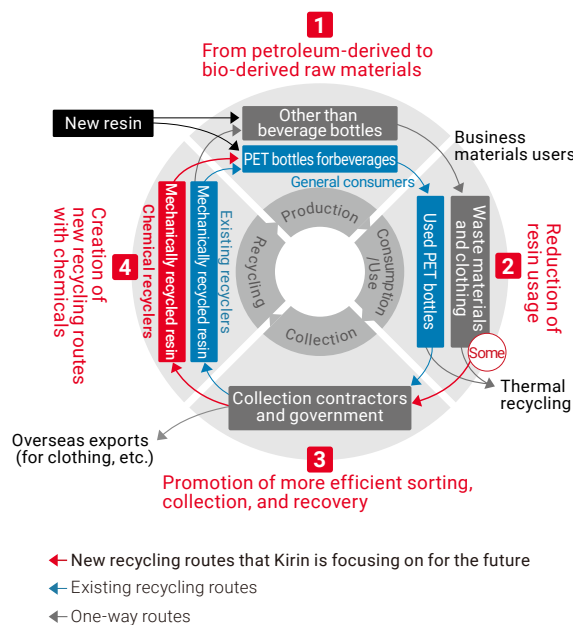 1
From petroleum-derived to
bio-derived raw materials
New resin
Other than
beverage bottles
PET bottles forbeverages
General consumers
Business
materials users
Production
Consumption
/Use
Collection
Recycling
Used PET bottles
Waste materials
and clothing
Some
2
Reduction of
resin usage
Thermal
recycling
Collection contractors
and government
3
Promotion of more efficient sorting,
collection, and recovery
Overseas exports
(for clothing, etc.)
4
Creation of
new recycling routes
with chemicals
Chemical recyclers
Mechanically recycled resin
Mechanically recycled resin
Existing recyclers
New recycling routes that Kirin is focusing on for the future
Existing recycling routes
One-way routes